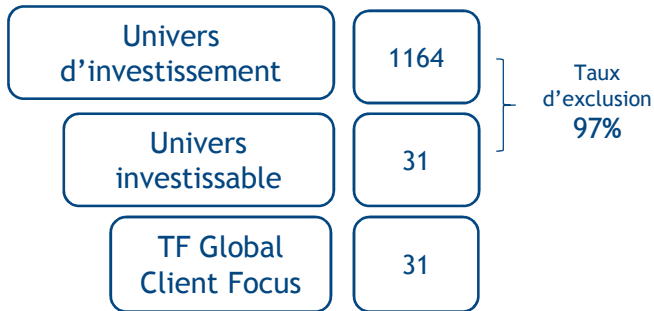 Univers
d’investissement
1164
Taux
d’exclusion
97%
Univers
investissable
31
TF Global
Client Focus
31